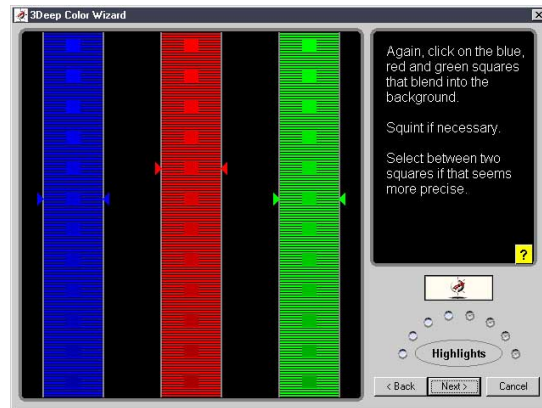 3Deep Color Wizard
Again, click on the blue,
red and green squares
that blend into the
background.
Squint if necessary.
Select between two
squares if that seems
more precise.
?
Highlights
< Back
Next >
Cancel